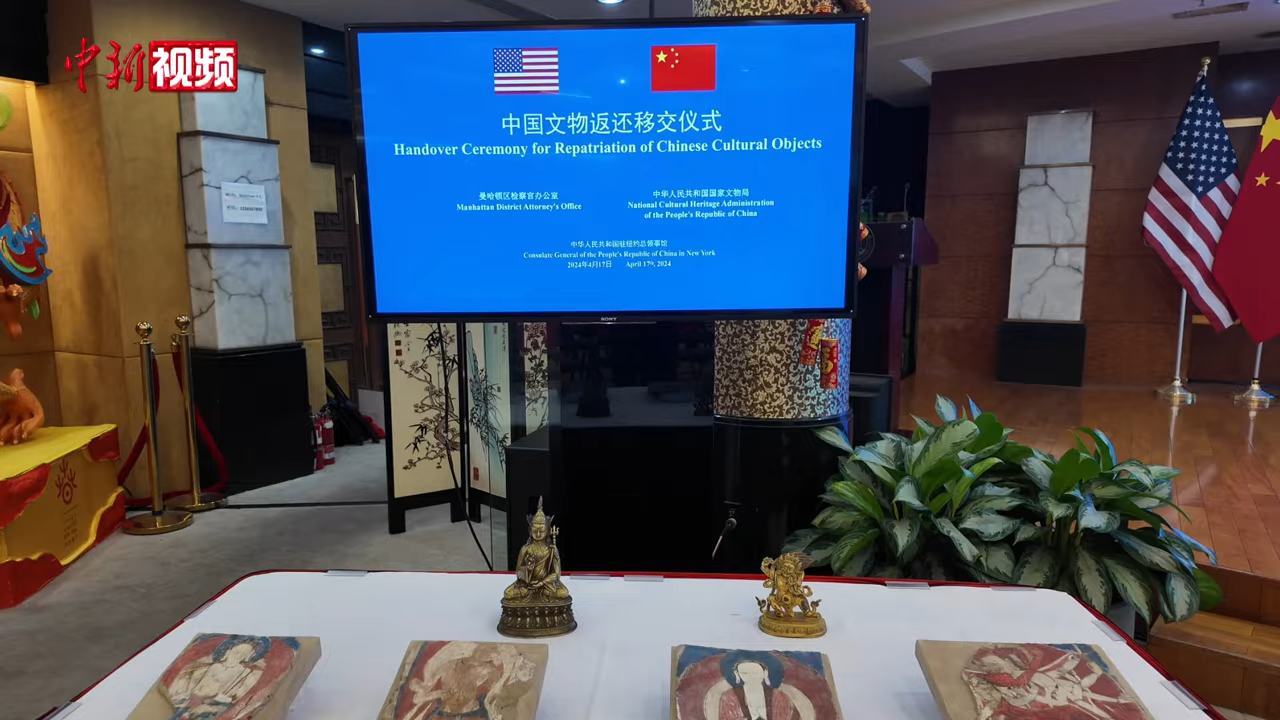 中新视频
中国文物返还移交仪式
Handover Ceremony for Repatriation of Chinese Cultural Objects
曼哈顿区检察官办公室
Manhattan District Attorney's Office
中华人民共和国国家文物局
National Cultural Heritage Administration
of the People's Republic of China
中华人民共和国驻纽约总领事馆
Consulate General of the People's Republic of China in New York
2024年4月17日 April 17th, 2024
SONY